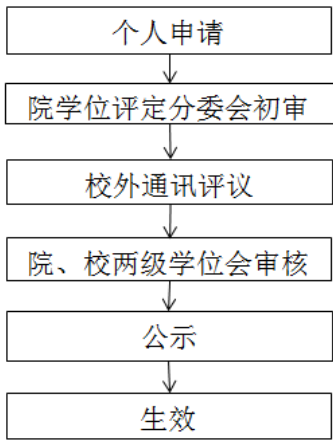 个人申请
院学位评定分委会初审
校外通讯评议
院、校两级学位会审核
公示
生效